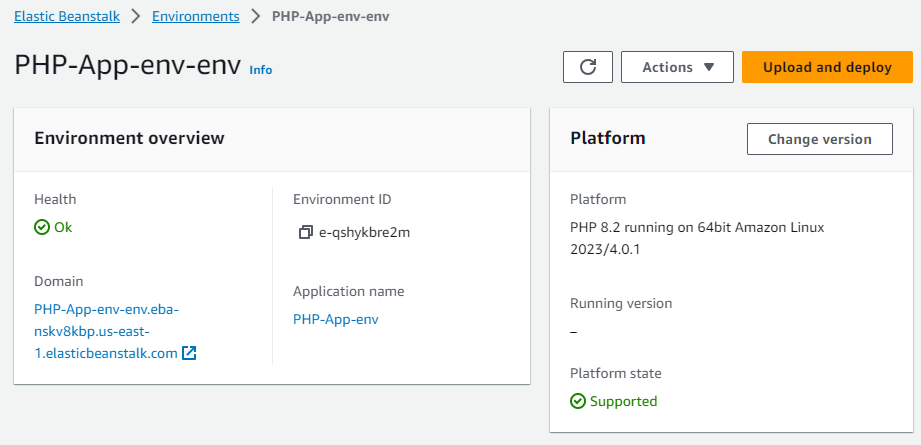 Elastic Beanstalk > Environments > PHP-App-env-env
PHP-App-env-env Info
Actions
Upload and deploy
Environment overview
Health
Ok
Domain
PHP-App-env-env.eba-
nskv8kbp.us-east-
1.elasticbeanstalk.com
Environment ID
e-qshykbre2m
Application name
PHP-App-env
Platform
Change version
Platform
PHP 8.2 running on 64bit Amazon Linux
2023/4.0.1
Running version
–
Platform state
Supported